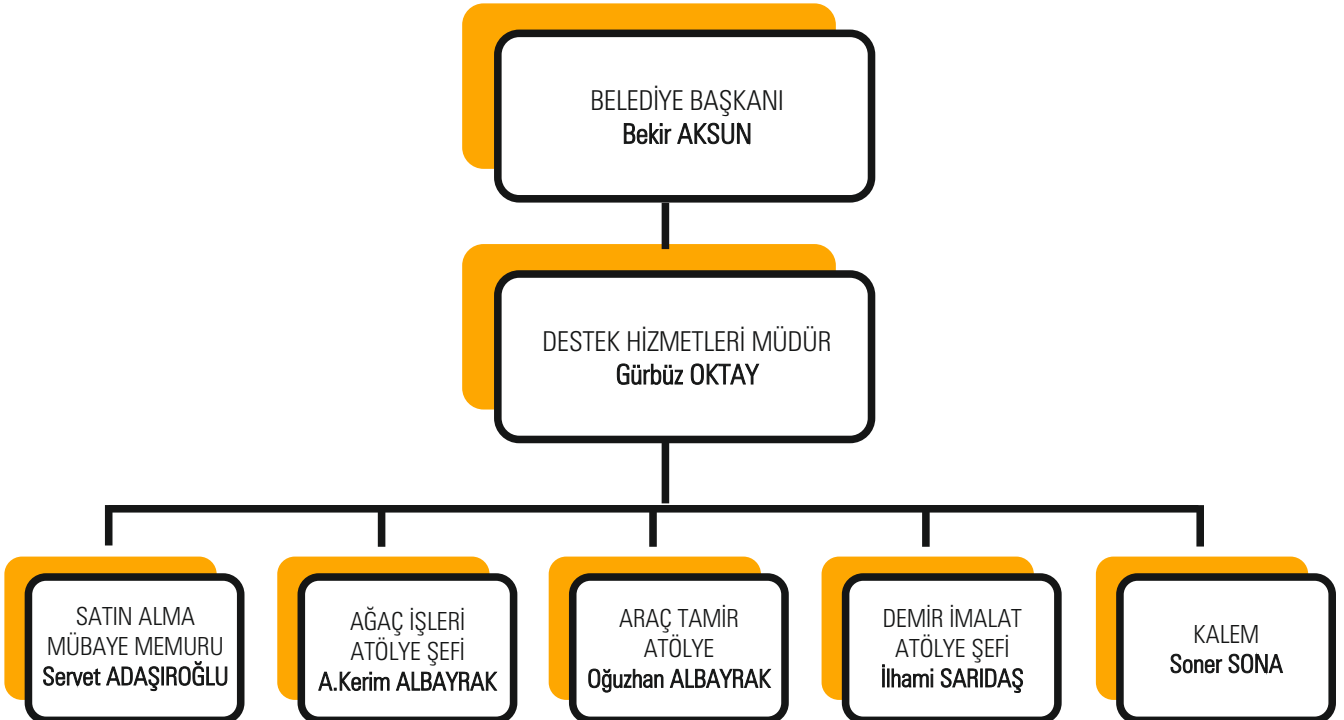 BELEDİYE BAŞKANI
Bekir AKSUN
DESTEK HİZMETLERİ MÜDÜR
Gürbüz OKTAY
SATIN ALMA
MÜBAYE MEMURU
Servet ADAŞIROĞLU
AĞAÇ İŞLERİ
ATÖLYE ŞEFİ
A.Kerim ALBAYRAK
ARAÇ TAMİR
ATÖLYE
Oğuzhan ALBAYRAK
DEMİR İMALAT
ATÖLYE ŞEFİ
İlhami SARIDAŞ
KALEM
Soner SONA